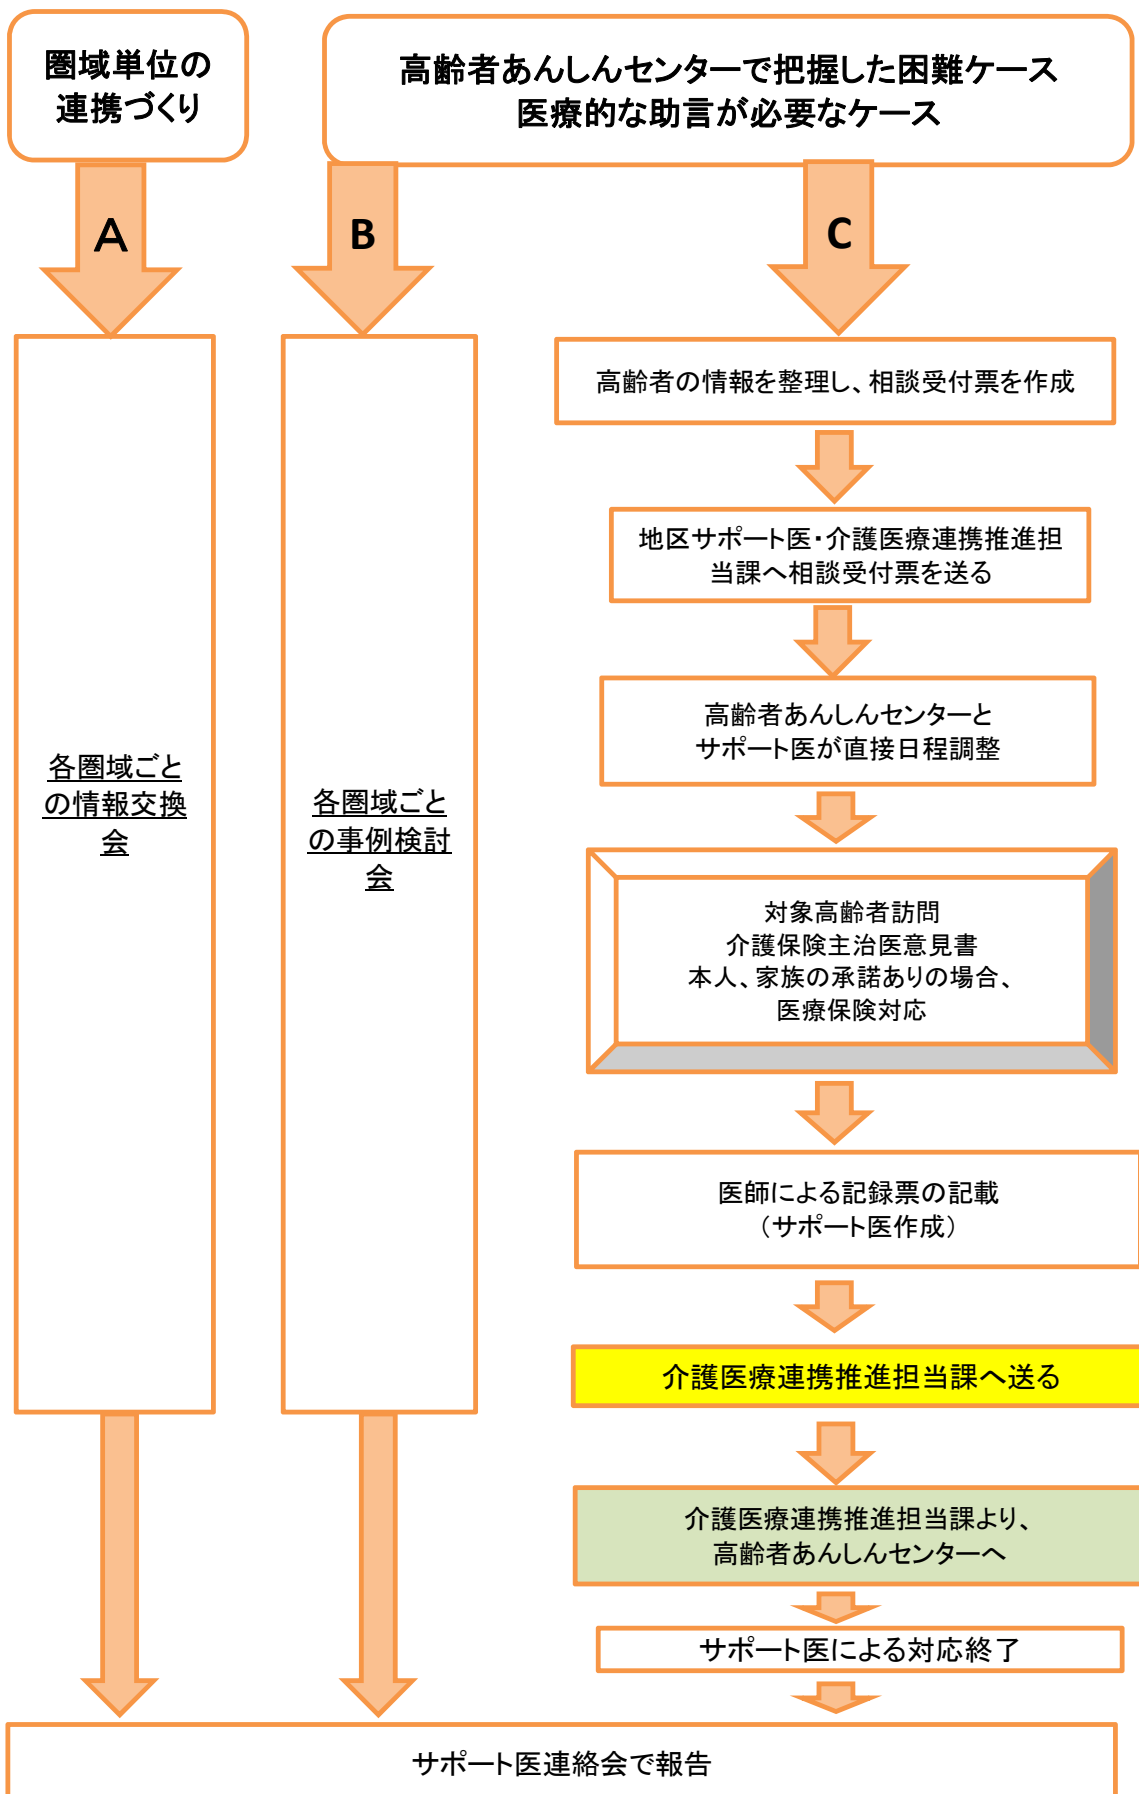 圏域単位の
連携づくり
高齢者あんしんセンターで把握した困難ケース
医療的な助言が必要なケース
A
B
C
各圏域ごと
の情報交換
会
各圏域ごと
の事例検討
会
高齢者の情報を整理し、相談受付票を作成
地区サポート医・介護医療連携推進担
当課へ相談受付票を送る
高齢者あんしんセンターと
サポート医が直接日程調整
対象高齢者訪問
介護保険主治医意見書
本人、家族の承諾ありの場合、
医療保険対応
医師による記録票の記載
（サポート医作成）
介護医療連携推進担当課へ送る
介護医療連携推進担当課より、
高齢者あんしんセンターへ
サポート医による対応終了
サポート医連絡会で報告